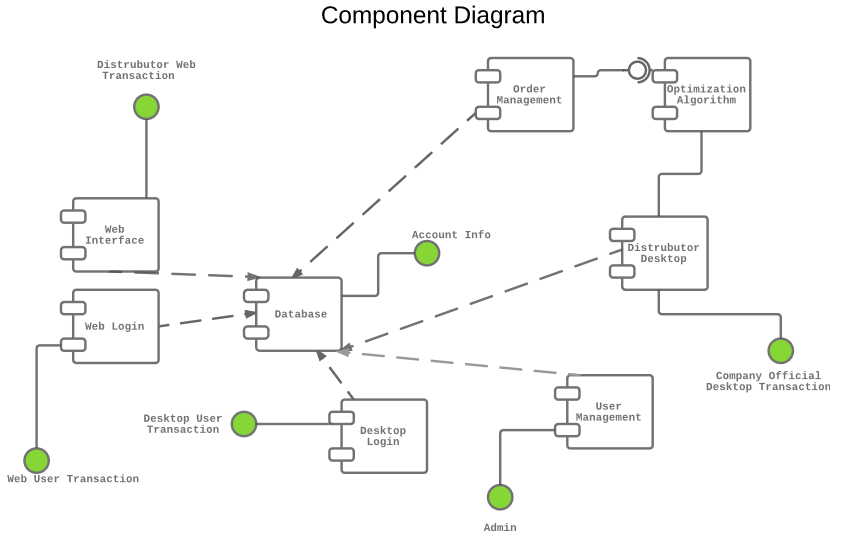 Component Diagram
Distrubutor Web
Transaction
Order
Management
Optimization
Algorithm
Web
Interface
Account Info
Distrubutor
Desktop
Database
Web Login
Company Official
Desktop Transaction
Desktop User
Transaction
Desktop
Login
User
Management
Web User Transaction
Admin